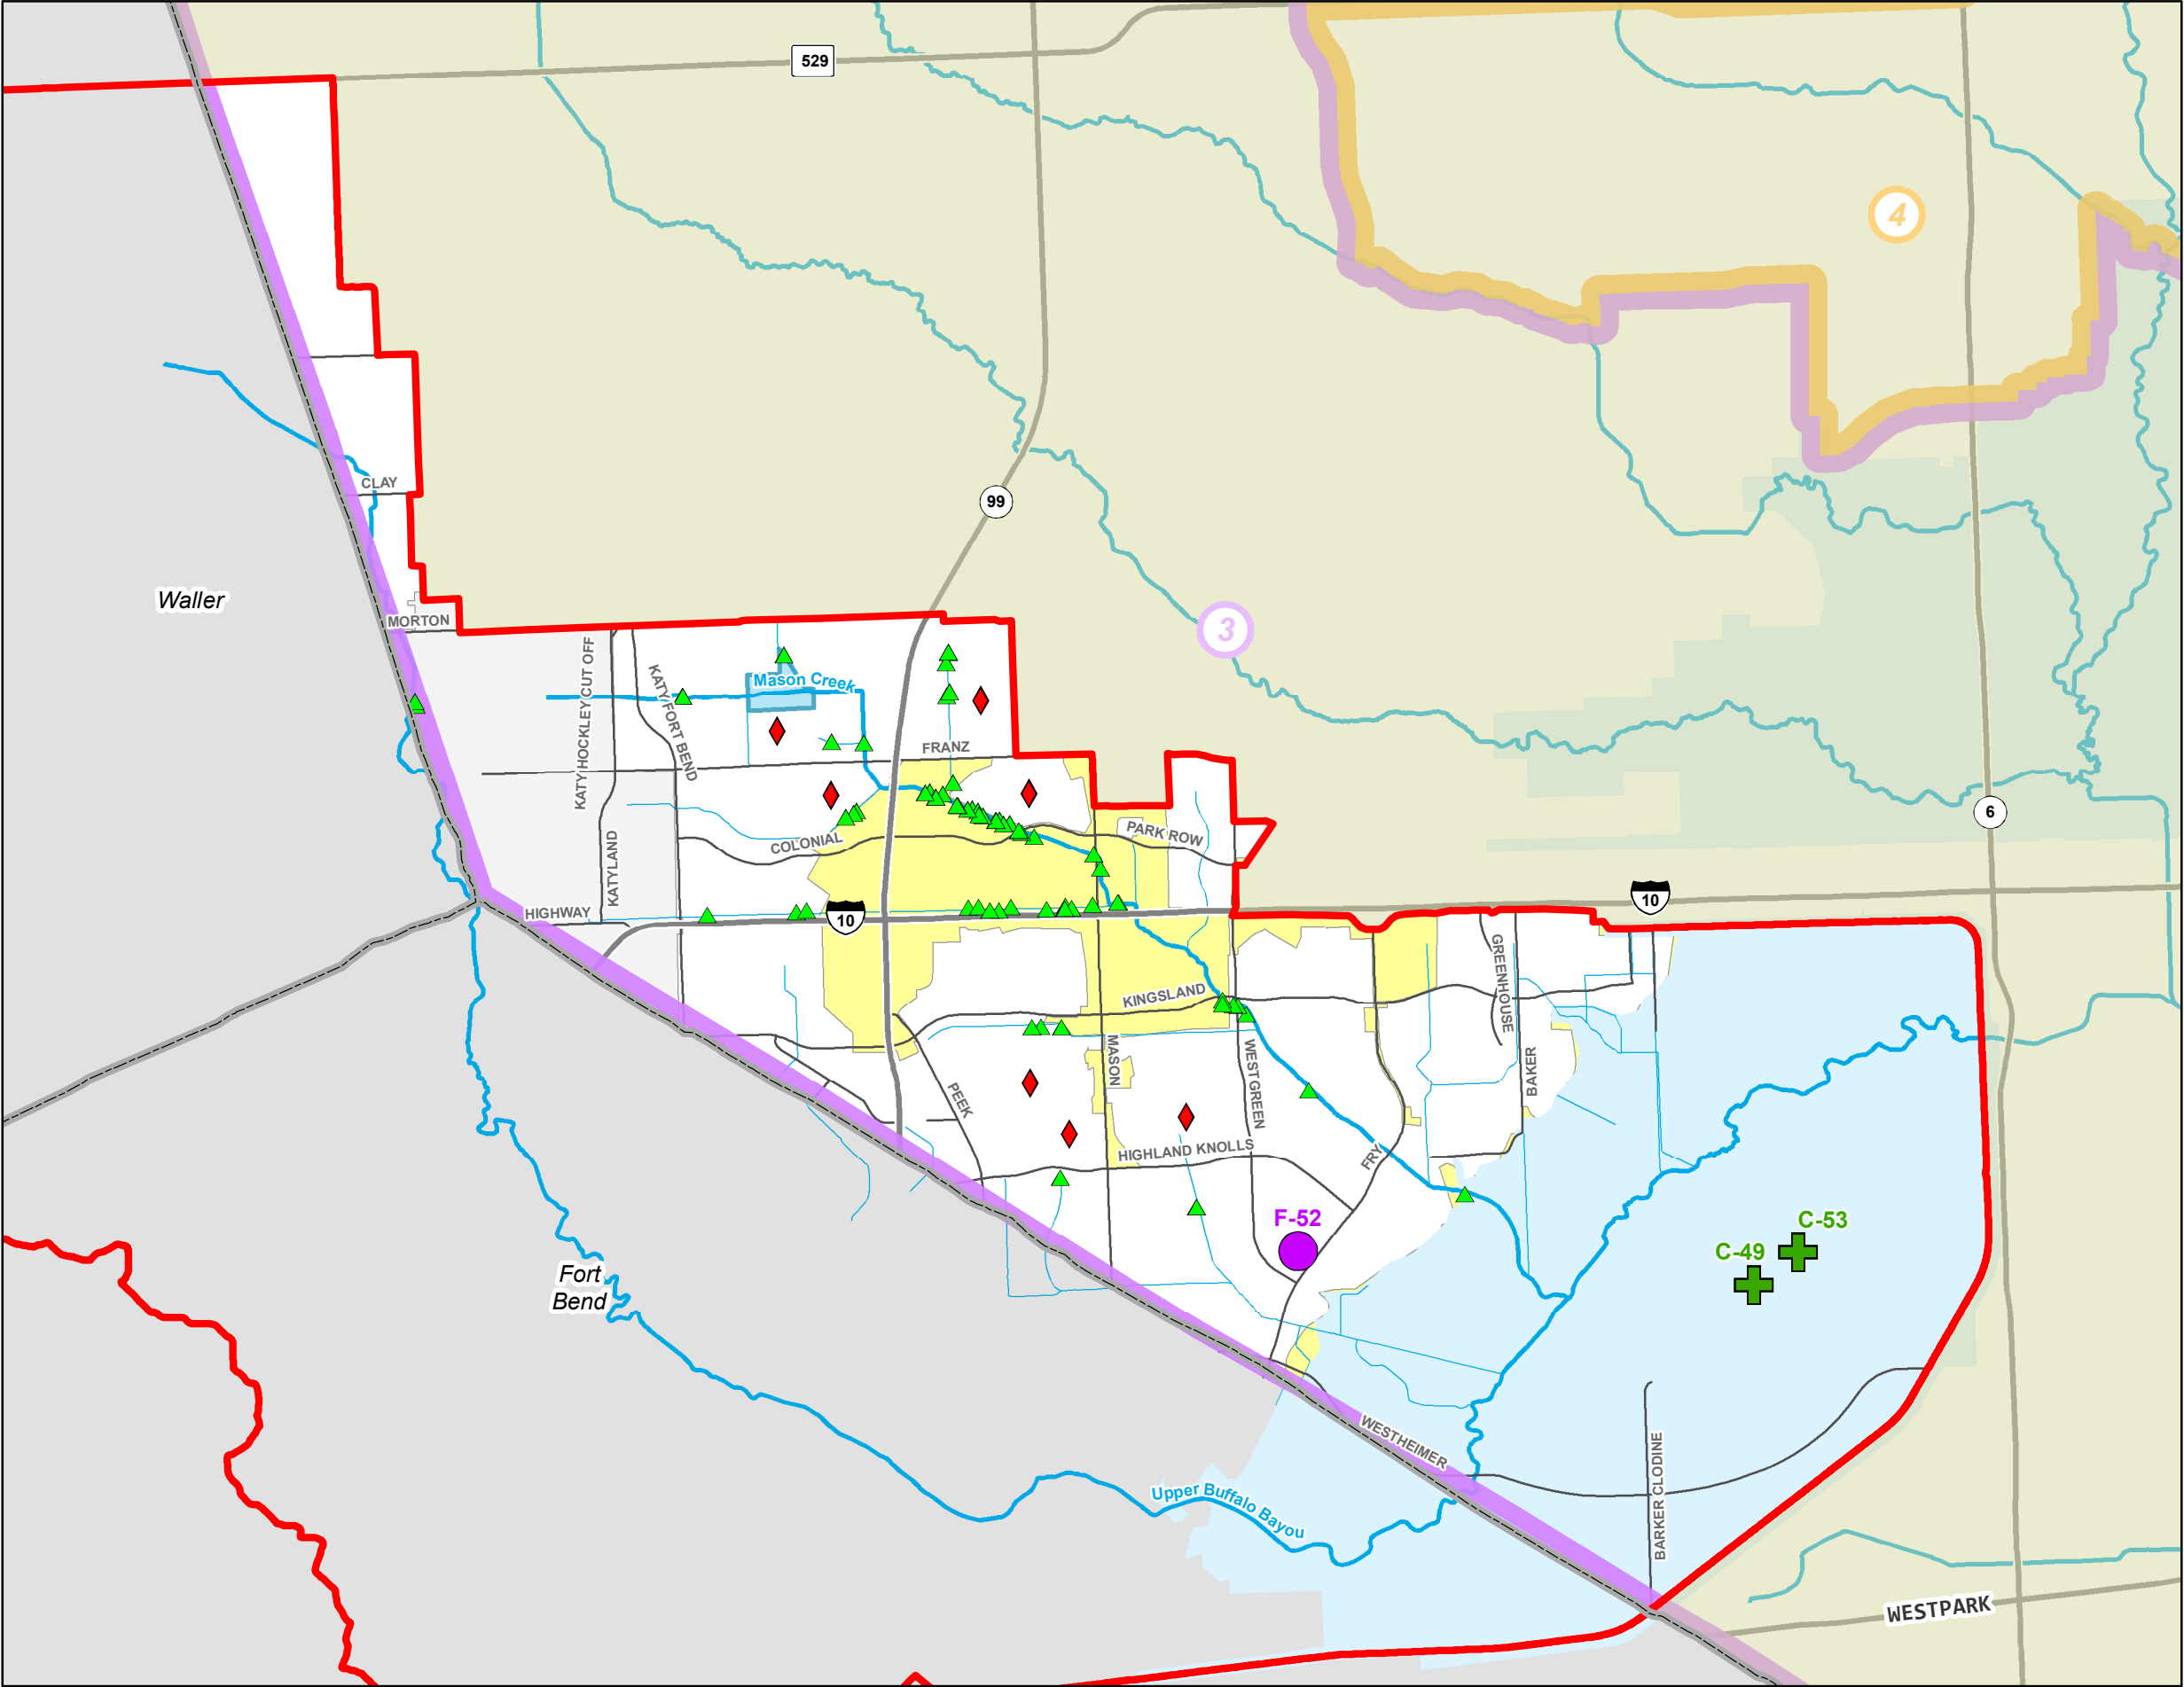 529
4
99
CLAY
Waller
MORTON
3
KATY HOCKLEY CUT OFF
KATY FORT BEND
Mason Creek
FRANZ
6
PARK ROW
COLONIAL
KATYLAND
10
HIGHWAY
10
GREENHOUSE
KINGSLAND
MASON
WESTGREEN
BAKER
PEEK
HIGHLAND KNOLLS
FRY
F-52
C-53
C-49
Fort
Bend
WESTHEIMER
BARKER CLODINE
Upper Buffalo Bayou
WESTPARK